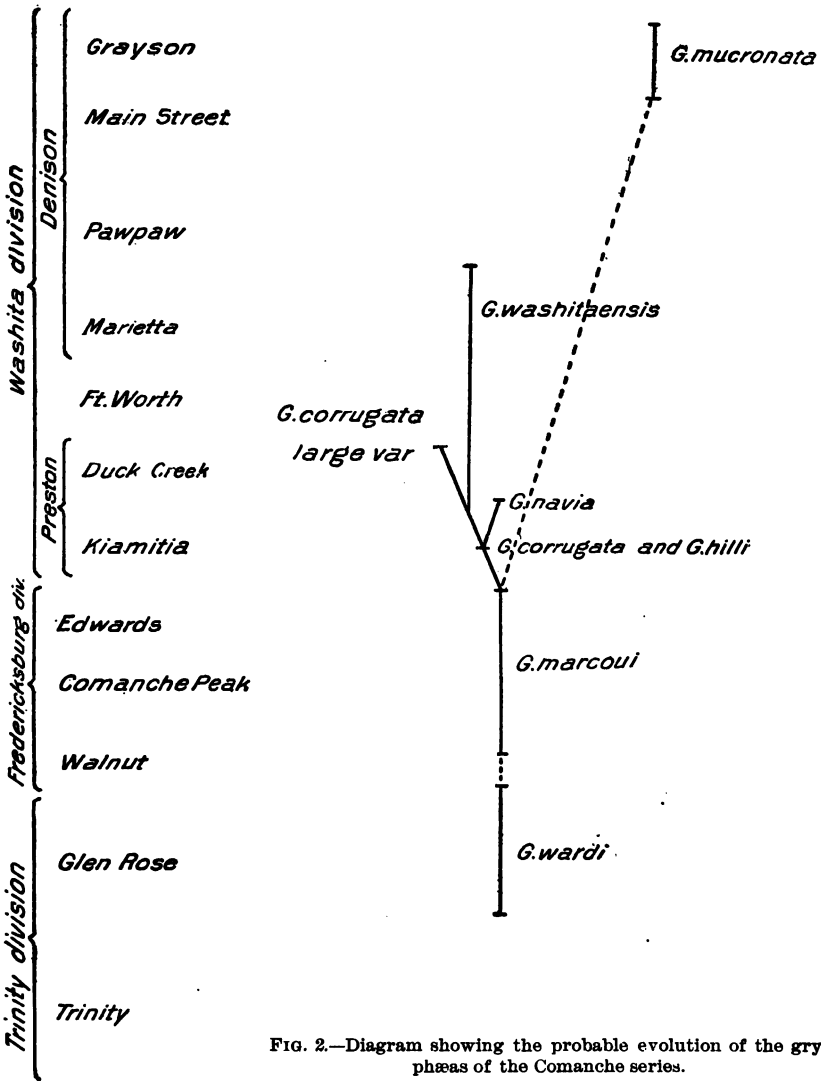 Washita division
Denison
Grayson
Main Street
Pawpaw
Marietta
Ft. Worth
Preston
Duck Creek
Kiamitia
Fredericksburg div.
Edwards
Comanche Peak
Walnut
Trinity division
Glen Rose
Trinity
G. mucronata
G. washitaensis
G. corrugata
large var
G. navia
G. corrugata and G. hilli
G. marcoui
G. wardi
FIG. 2.—Diagram showing the probable evolution of the gry
phæas of the Comanche series.